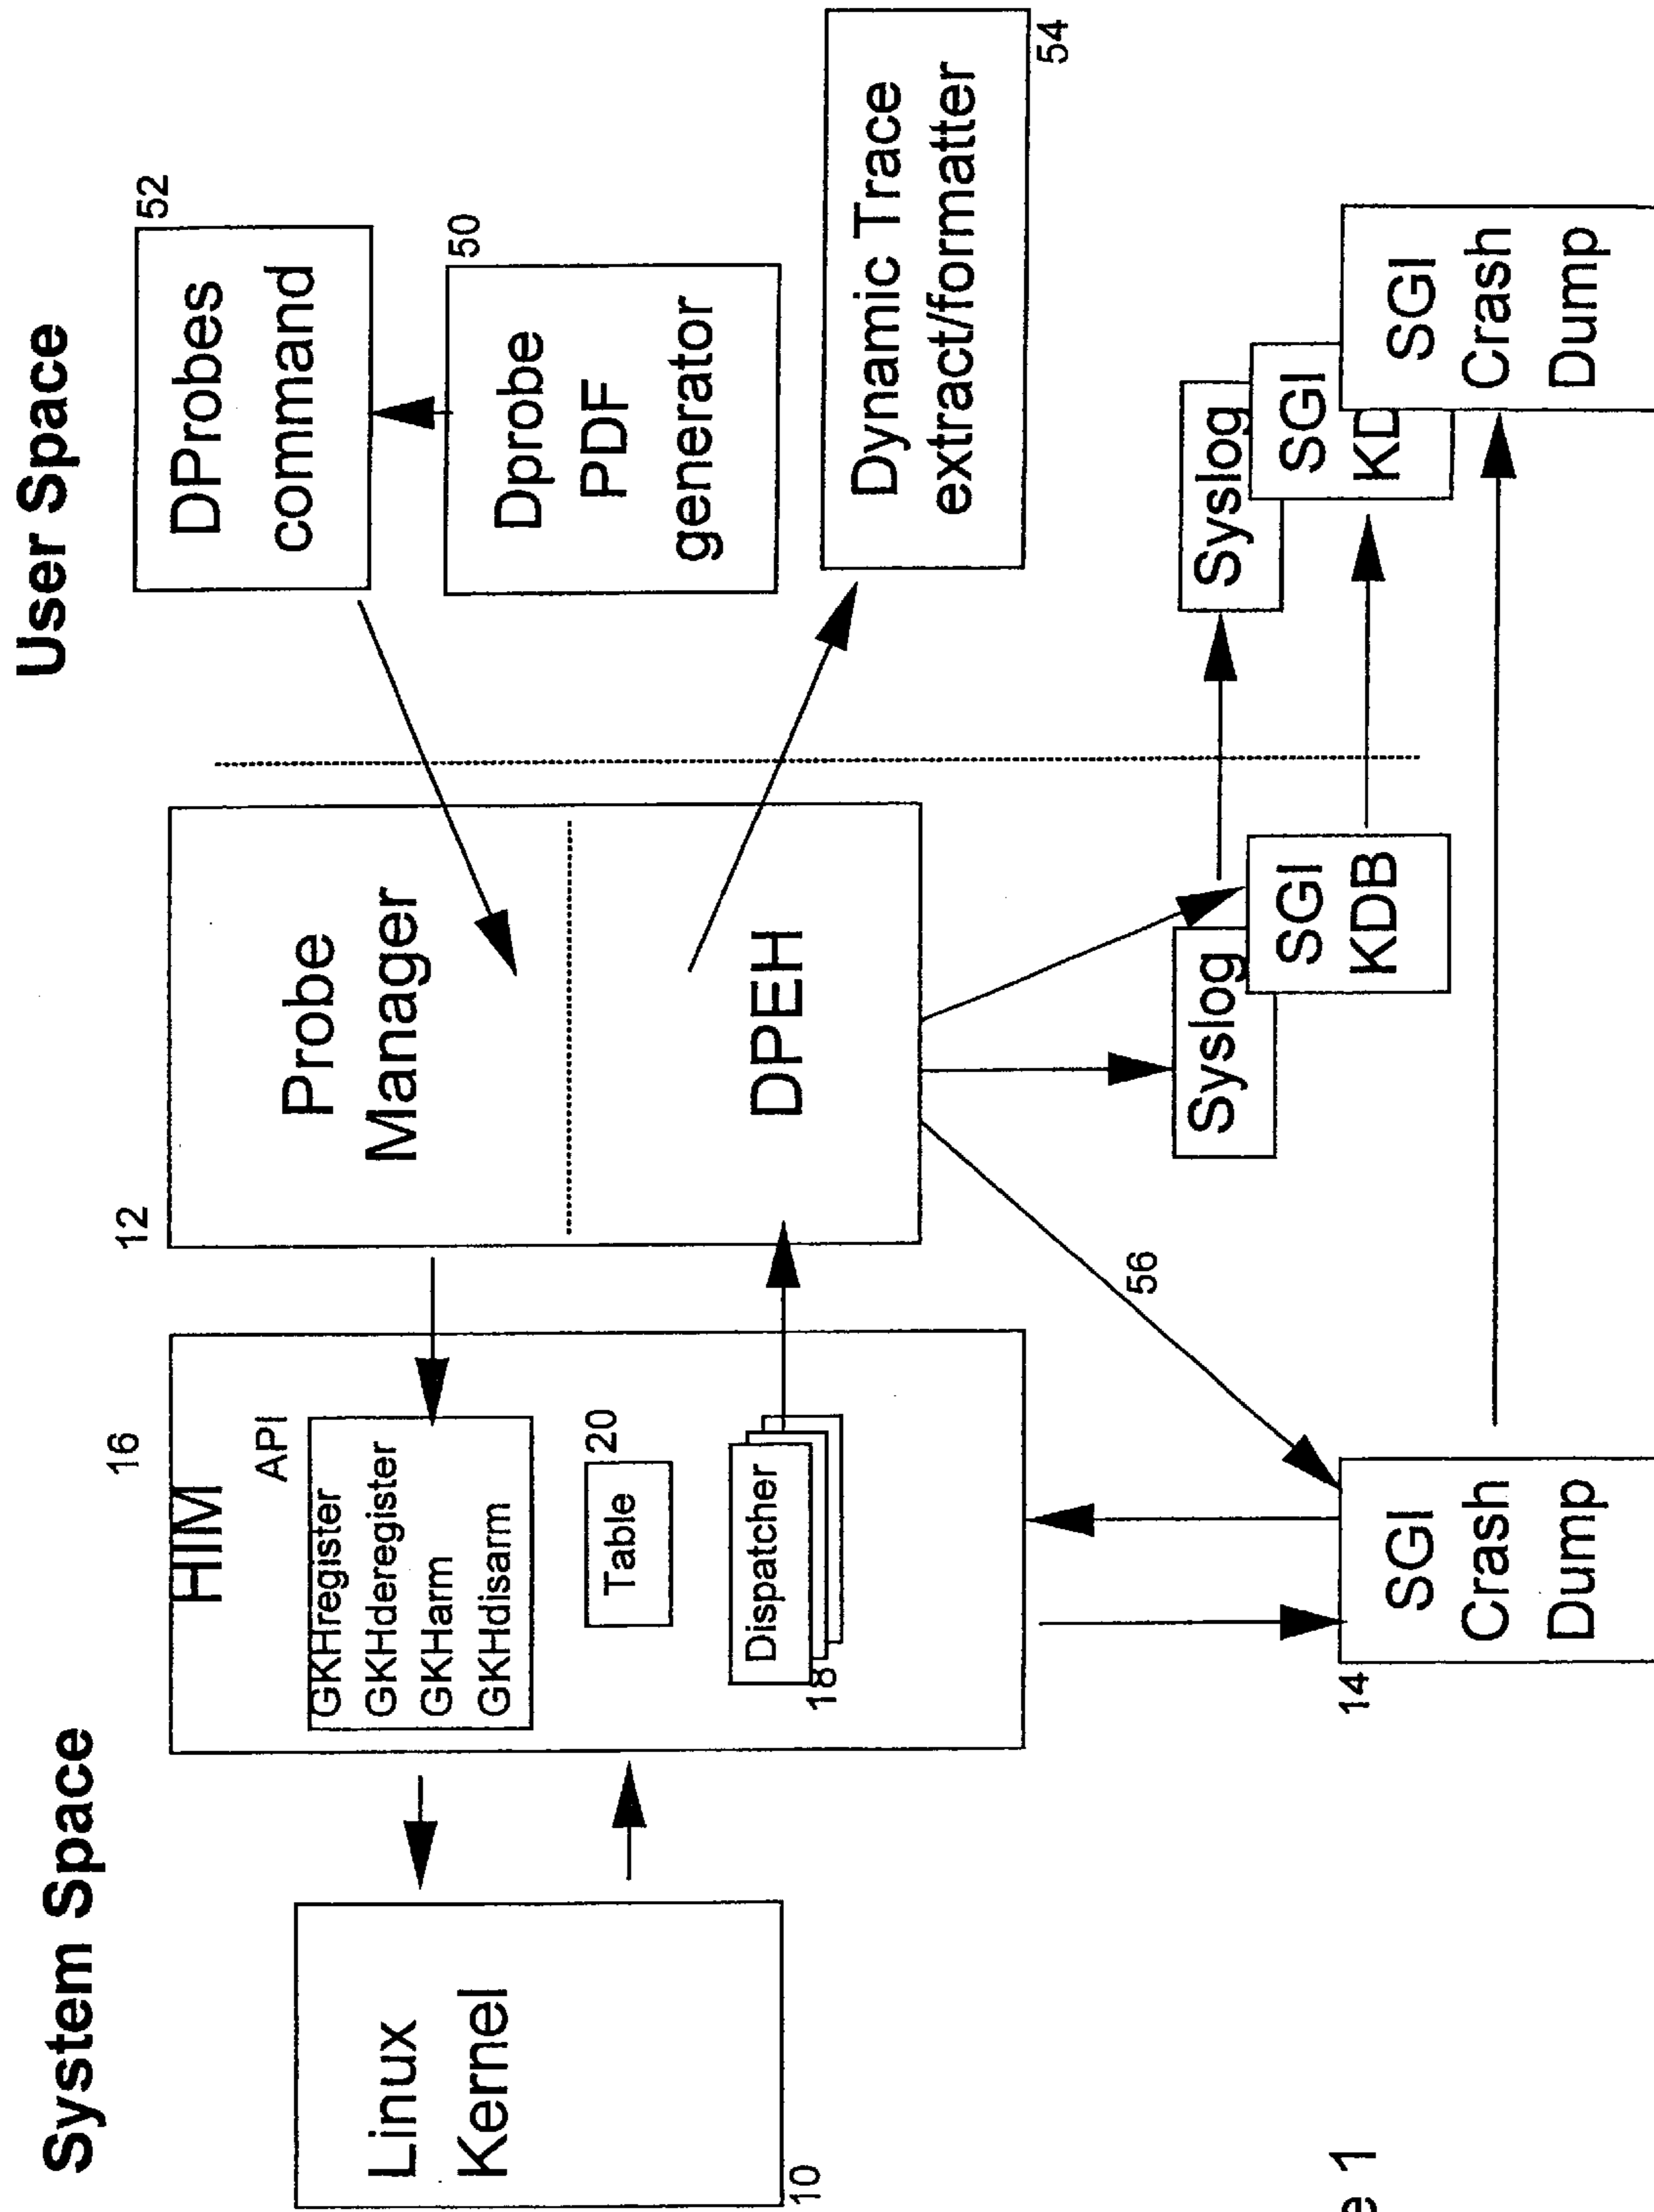 System Space
User Space
Linux
Kernel
10
HIM
16
API
GKHregister
GKHderegister
GKHarm
GKHdisarm
Table
20
Dispatcher
18
12
Probe
Manager
DPEH
DProbes
command
52
Dprobe
PDF
generator
50
Dynamic Trace
extract/formatter
54
56
Syslog
SGI
KDB
Syslog
SGI
KD
SGI
Crash
Dump
14
SGI
Crash
Dump
e 1